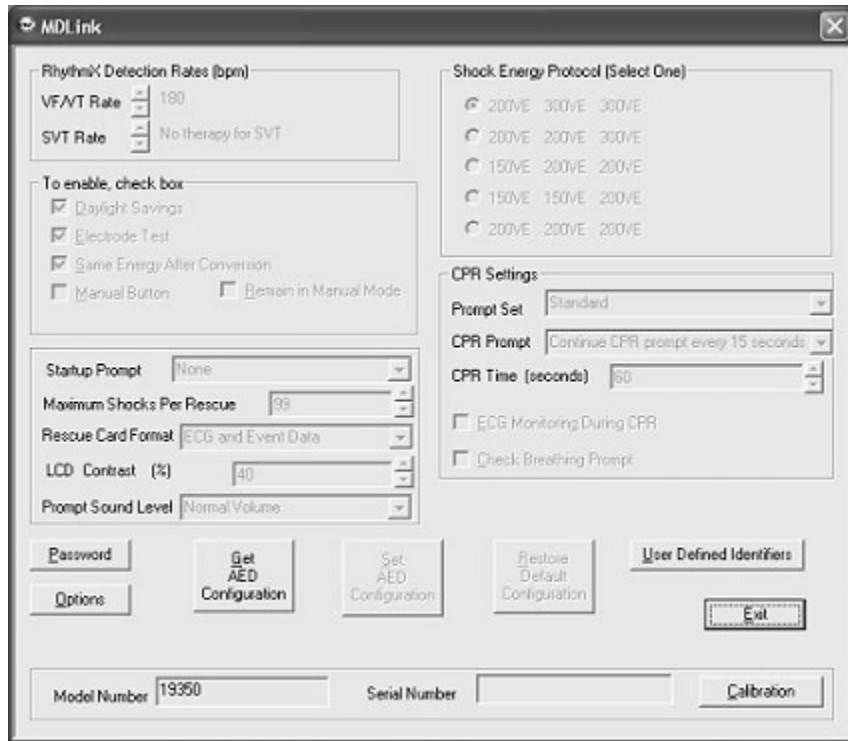 MDLink
RhythmX Detection Rates (bpm)
VF/VT Rate 180
SVT Rate No therapy for SVT
To enable, check box
Daylight Savings
Electrode Test
Same Energy After Conversion
Manual Button Remain in Manual Mode
Startup Prompt None
Maximum Shocks Per Rescue 99
Rescue Card Format ECG and Event Data
LCD Contrast (%) 40
Prompt Sound Level Normal Volume
Shock Energy Protocol (Select One)
200VE 300VE 300VE
200VE 200VE 300VE
150VE 200VE 200VE
150VE 150VE 200VE
200VE 200VE 200VE
CPR Settings
Prompt Set Standard
CPR Prompt Continue CPR prompt every 15 seconds
CPR Time (seconds) 60
ECG Monitoring During CPR
Check Breathing Prompt
Password
Options
Get
AED
Configuration
Set
AED
Configuration
Restore
Default
Configuration
User Defined Identifiers
Exit
Model Number 19350
Serial Number
Calibration